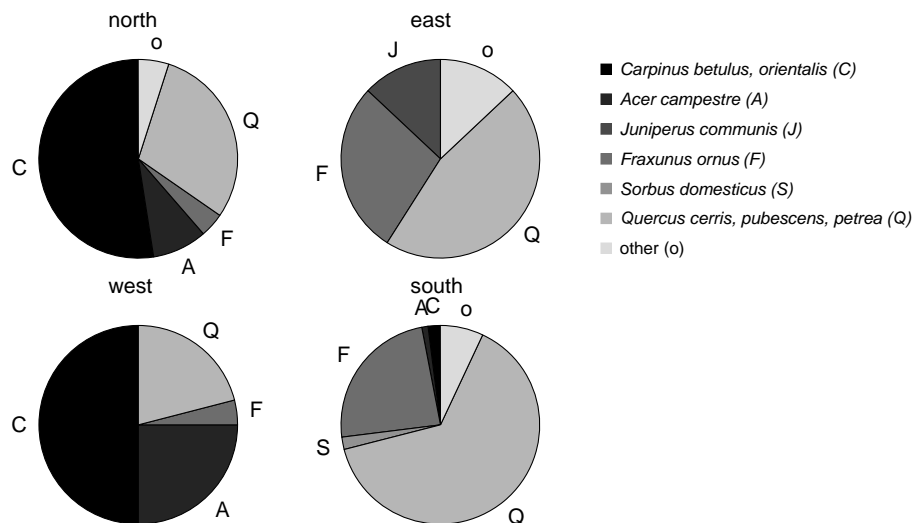 north
o
Q
C
F
A
east
J
o
F
Q
Carpinus betulus, orientalis (C)
Acer campestre (A)
Juniperus communis (J)
Fraxunus ornus (F)
Sorbus domesticus (S)
Quercus cerris, pubescens, petrea (Q)
other (o)
west
Q
F
C
A
south
A
C
o
F
S
Q